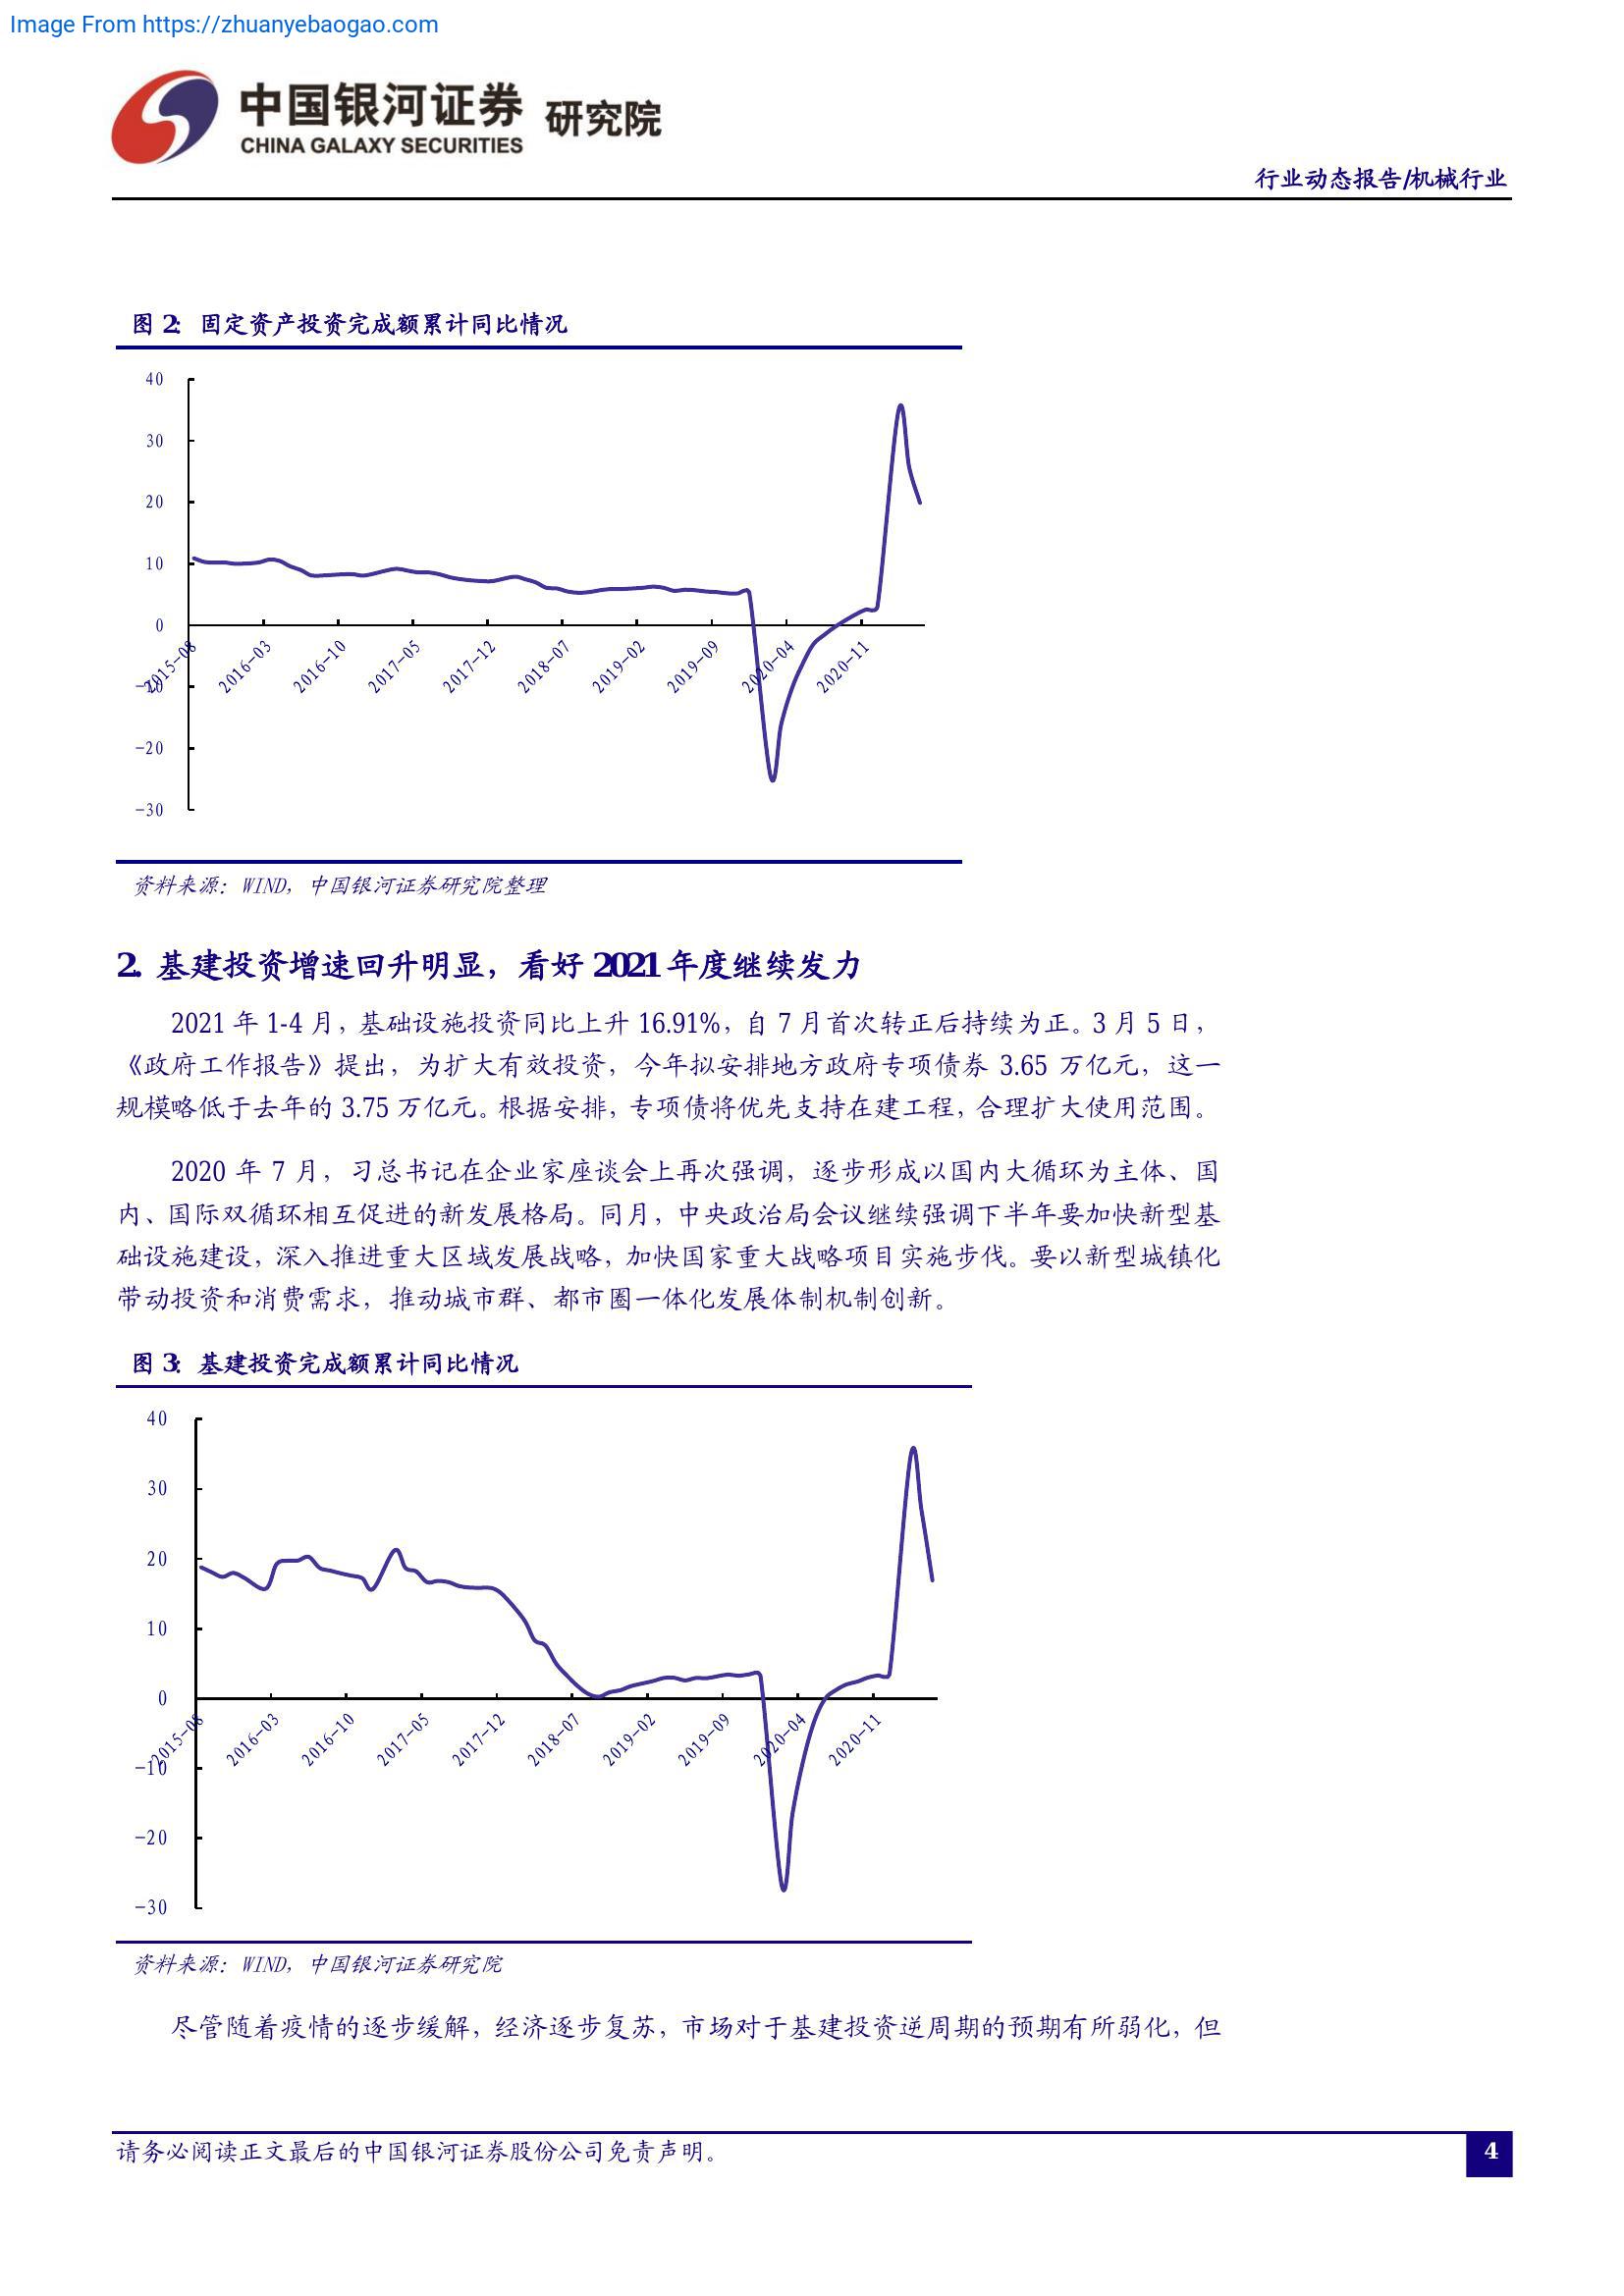 Image From https://zhuanyebaogao.com
中国银河证券 研究院
CHINA GALAXY SECURITIES
行业动态报告/机械行业
图 2: 固定资产投资完成额累计同比情况
40
30
20
10
0
-10
-20
-30
2015-08
2016-03
2016-10
2017-05
2017-12
2018-07
2019-02
2019-09
2020-04
2020-11
资料来源：WIND，中国银河证券研究院整理
2. 基建投资增速回升明显，看好 2021 年度继续发力
2021 年 1-4 月，基础设施投资同比上升 16.91%，自 7 月首次转正后持续为正。3 月 5 日，
《政府工作报告》提出，为扩大有效投资，今年拟安排地方政府专项债券 3.65 万亿元，这一
规模略低于去年的 3.75 万亿元。根据安排，专项债将优先支持在建工程，合理扩大使用范围。
2020 年 7 月，习总书记在企业家座谈会上再次强调，逐步形成以国内大循环为主体、国
内、国际双循环相互促进的新发展格局。同月，中央政治局会议继续强调下半年要加快新型基
础设施建设，深入推进重大区域发展战略，加快国家重大战略项目实施步伐。要以新型城镇化
带动投资和消费需求，推动城市群、都市圈一体化发展体制机制创新。
图 3: 基建投资完成额累计同比情况
40
30
20
10
0
-10
-20
-30
2015-08
2016-03
2016-10
2017-05
2017-12
2018-07
2019-02
2019-09
2020-04
2020-11
资料来源：WIND，中国银河证券研究院
尽管随着疫情的逐步缓解，经济逐步复苏，市场对于基建投资逆周期的预期有所弱化，但
请务必阅读正文最后的中国银河证券股份公司免责声明。
4